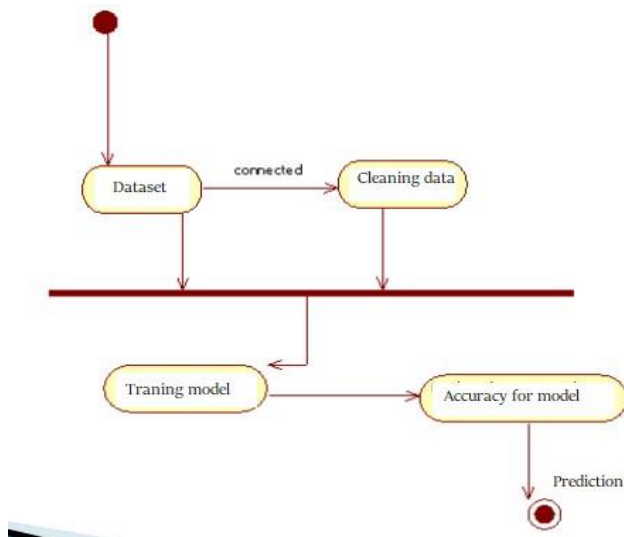 connected
Dataset
Cleaning data
Traning model
Accuracy for model
Prediction